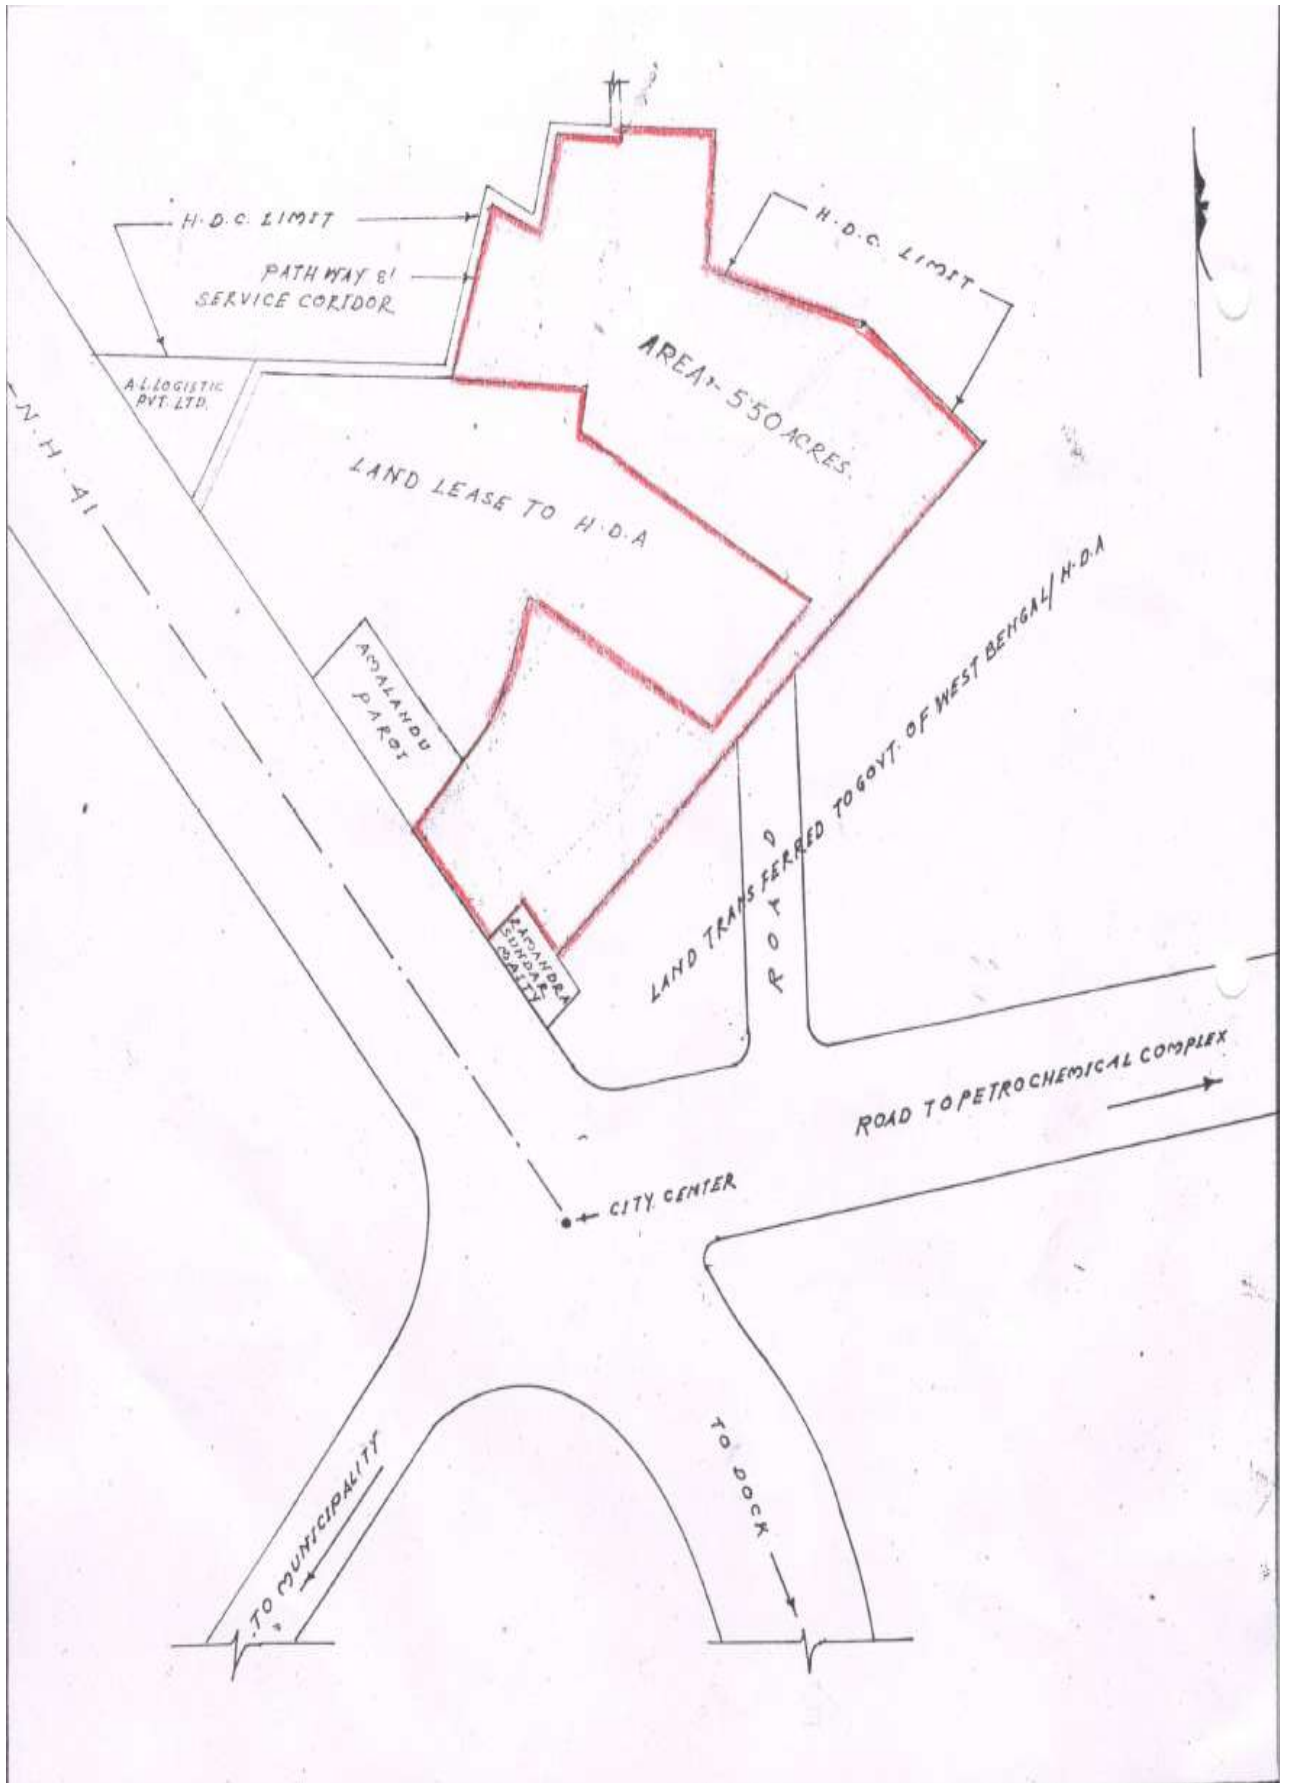 H.D.C. LIMIT
PATHWAY &
SERVICE CORIDOR
H.D.C. LIMIT
A.L.LOGISTIC
PVT. LTD.
N.H-41
AREA:- 5.50 ACRES.
LAND LEASE TO H.D.A
AMALANDU
PAROI
RAMANDRA
SUNDAR
MAITY
LAND TRANSFERRED TO GOVT. OF WEST BENGAL/H.D.A
ROAD
ROAD TO PETROCHEMICAL COMPLEX
CITY CENTER
TO MUNICIPALITY
TO DOCK